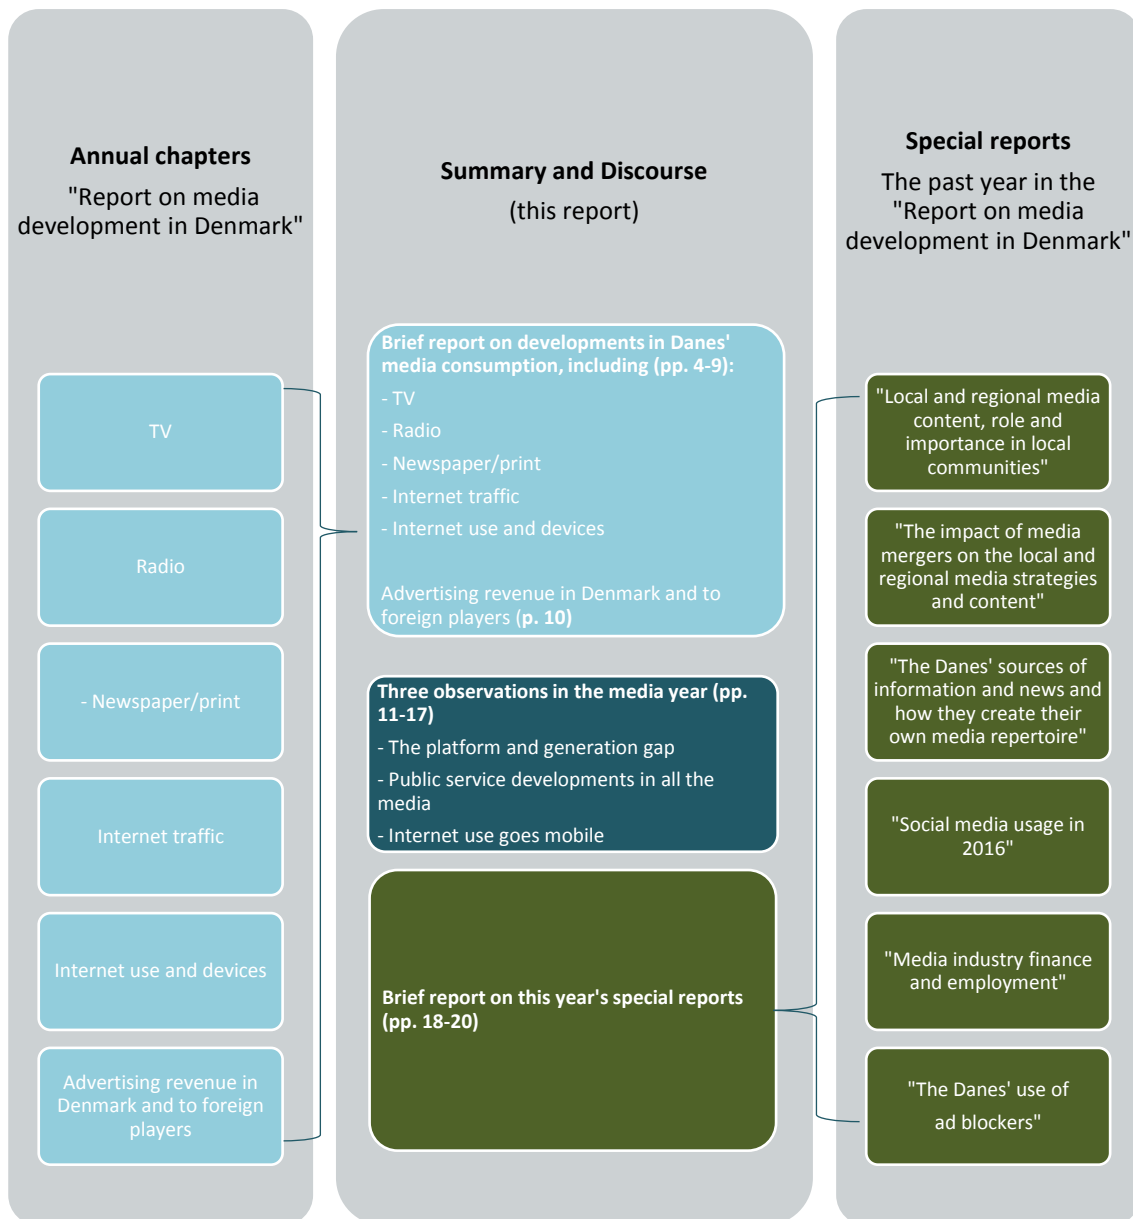 Annual chapters
"Report on media
development in Denmark"
TV
Radio
- Newspaper/print
Internet traffic
Internet use and devices
Advertising revenue in
Denmark and to foreign
players
Summary and Discourse
(this report)
Brief report on developments in Danes'
media consumption, including (pp. 4-9):
- TV
- Radio
- Newspaper/print
- Internet traffic
- Internet use and devices
Advertising revenue in Denmark and to
foreign players (p. 10)
Three observations in the media year (pp.
11-17)
- The platform and generation gap
- Public service developments in all the
media
- Internet use goes mobile
Brief report on this year's special reports
(pp. 18-20)
Special reports
The past year in the
"Report on media
development in Denmark"
"Local and regional media
content, role and
importance in local
communities"
"The impact of media
mergers on the local and
regional media strategies
and content"
"The Danes' sources of
information and news and
how they create their
own media repertoire"
"Social media usage in
2016"
"Media industry finance
and employment"
"The Danes' use of
ad blockers"